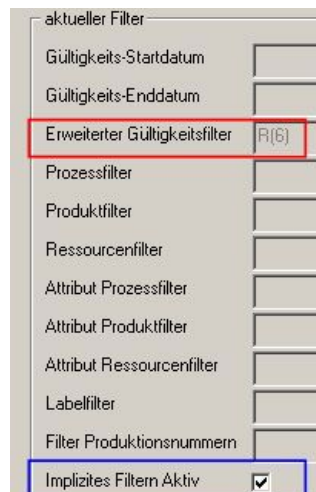 aktueller Filter
Gültigkeits-Startdatum
Gültigkeits-Enddatum
Erweiterter Gültigkeitsfilter R(6)
Prozessfilter
Produktfilter
Ressourcenfilter
Attribut Prozessfilter
Attribut Produktfilter
Attribut Ressourcenfilter
Labelfilter
Filter Produktionsnummern
Implizites Filtern Aktiv